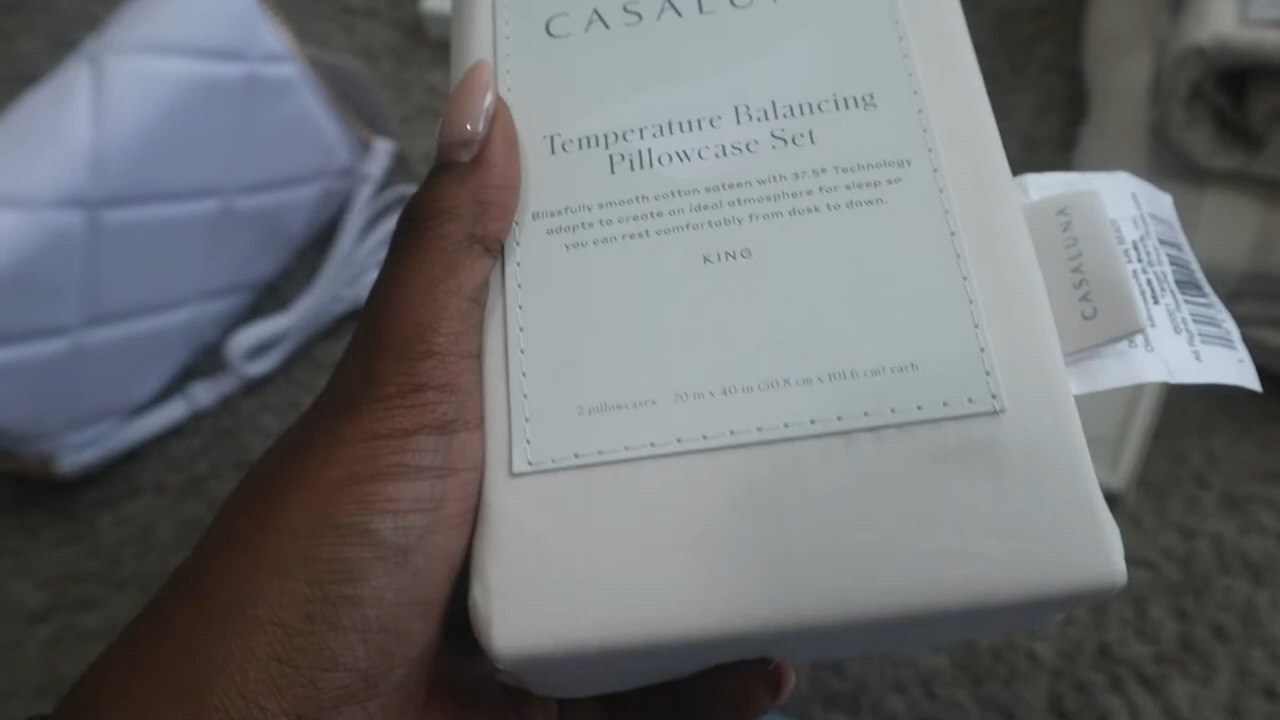 CASALU
Temperature Balancing
Pillowcase Set
Blissfully smooth cotton sateen with 37.5® Technology
adapts to create an ideal atmosphere for sleep so
you can rest comfortably from dusk to dawn.
KING
2 pillowcases 20 in x 40 in (50.8 cm x 101.6 cm) each
CASALUNA